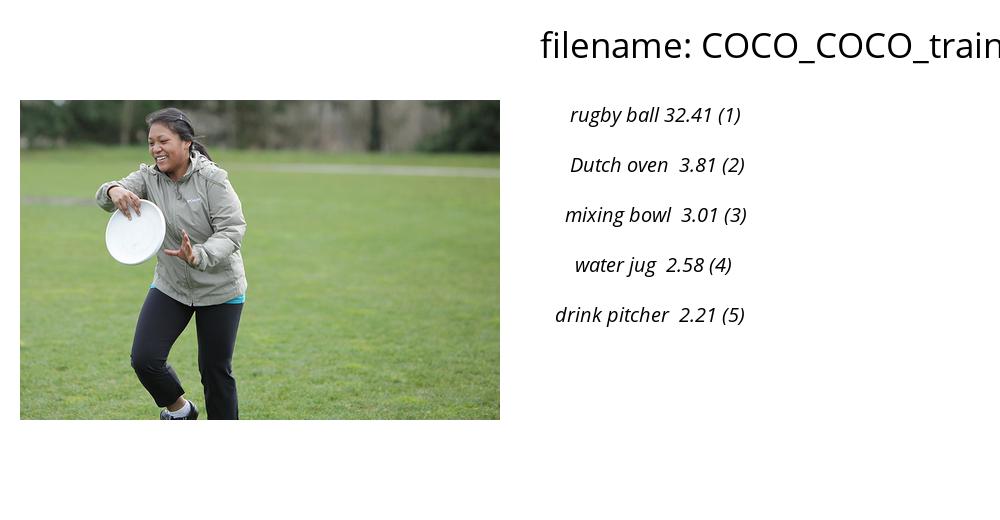 filename: COCO_COCO_train
rugby ball 32.41 (1)
Dutch oven 3.81 (2)
mixing bowl 3.01 (3)
water jug 2.58 (4)
drink pitcher 2.21 (5)